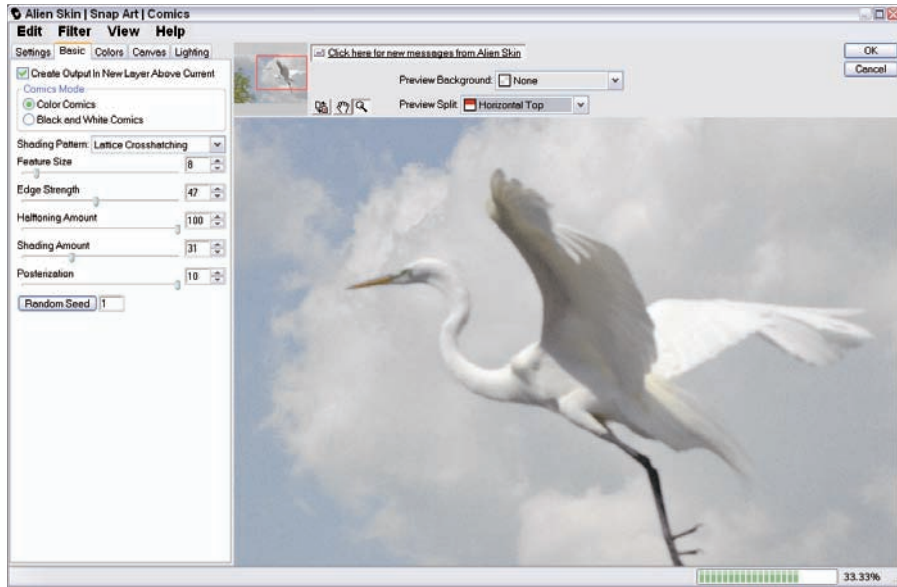 Alien Skin | Snap Art | Comics
Edit Filter View Help
Settings Basic Colors Canvas Lighting
Create Output In New Layer Above Current
Comics Mode
Color Comics
Black and White Comics
Shading Pattern: Lattice Crosshatching
Feature Size 8
Edge Strength 47
Halftoning Amount 100
Shading Amount 31
Posterization 10
Random Seed 1
Click here for new messages from Alien Skin
Preview Background: None
Preview Split: Horizontal Top
OK
Cancel
33.33%